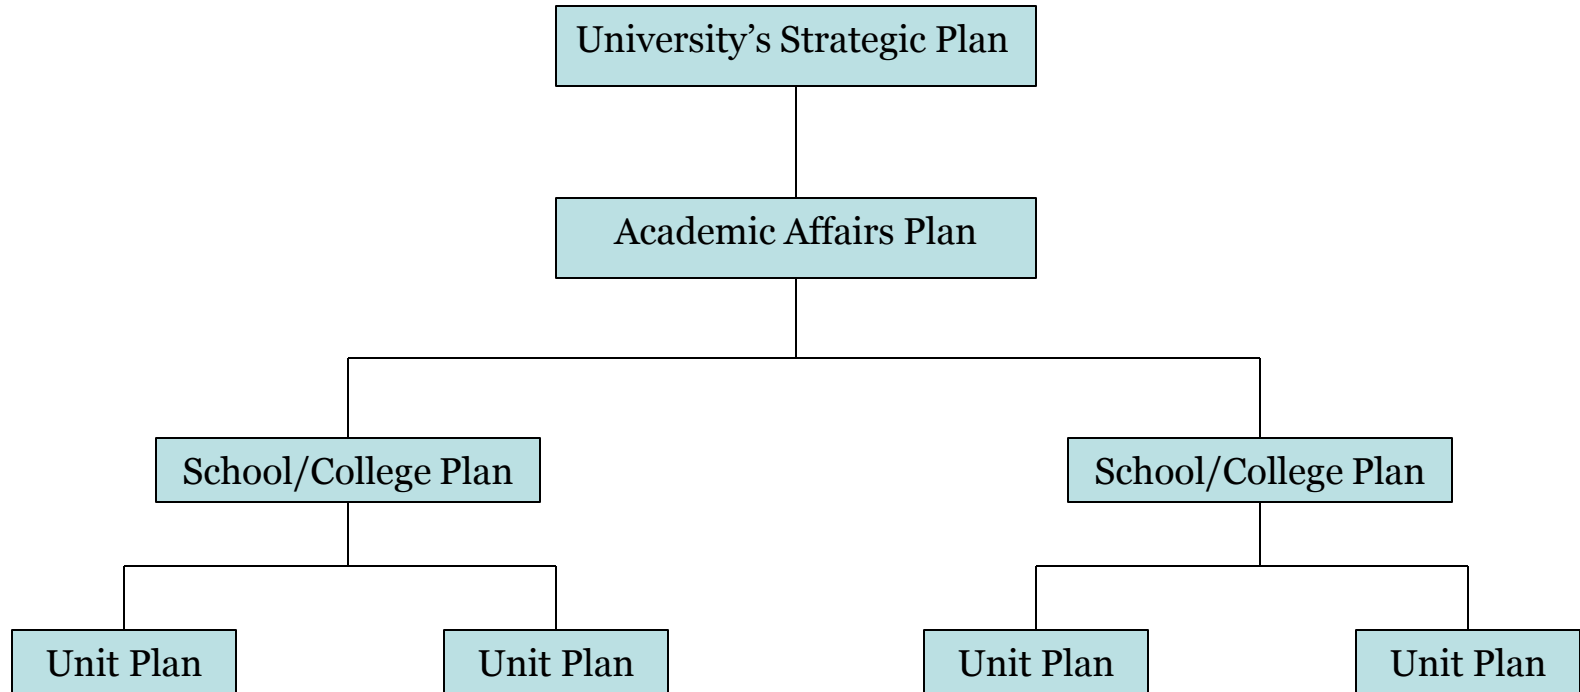 University’s Strategic Plan
Academic Affairs Plan
School/College Plan
School/College Plan
Unit Plan
Unit Plan
Unit Plan
Unit Plan